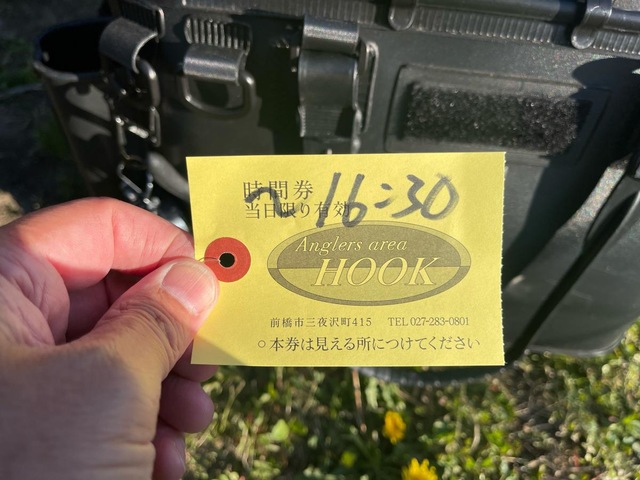 時間券
〜16:30
当日限り有効
Anglers area
HOOK
前橋市三夜沢町415 TEL 027-283-0801
○本券は見える所につけてください